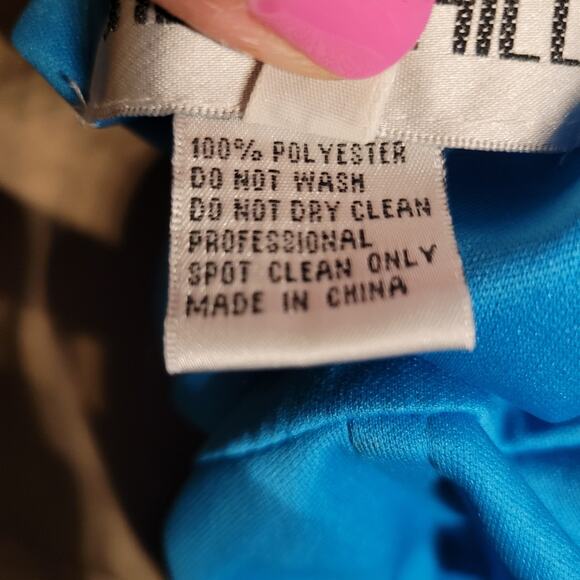 100% POLYESTER
DO NOT WASH
DO NOT DRY CLEAN
PROFESSIONAL
SPOT CLEAN ONLY
MADE IN CHINA